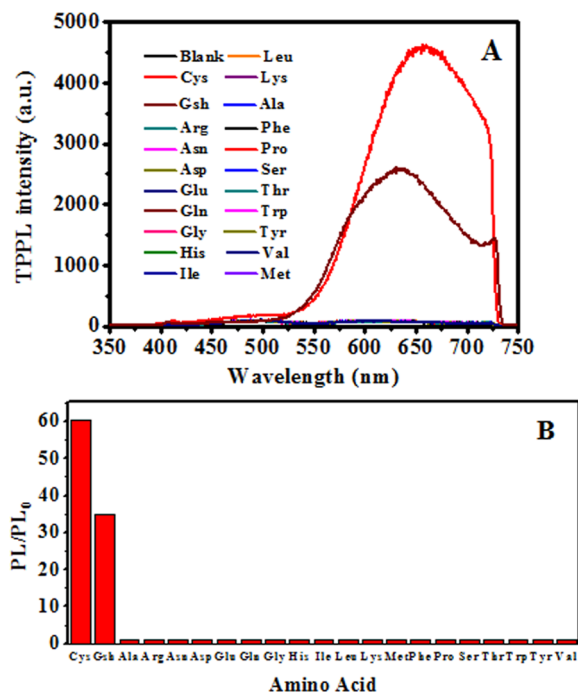 A
TPPL intensity (a.u.)
5000
4000
3000
2000
1000
0
Blank Leu
Cys Lys
Gsh Ala
Arg Phe
Asn Pro
Asp Ser
Glu Thr
Gln Trp
Gly Tyr
His Val
Ile Met
350 400 450 500 550 600 650 700 750
Wavelength (nm)
B
PL/PL0
60
50
40
30
20
10
0
Cys Gsh Ala Arg Asn Asp Glu Gln Gly His Ile Leu Lys Met Phe Pro Ser Thr Trp Tyr Val
Amino Acid